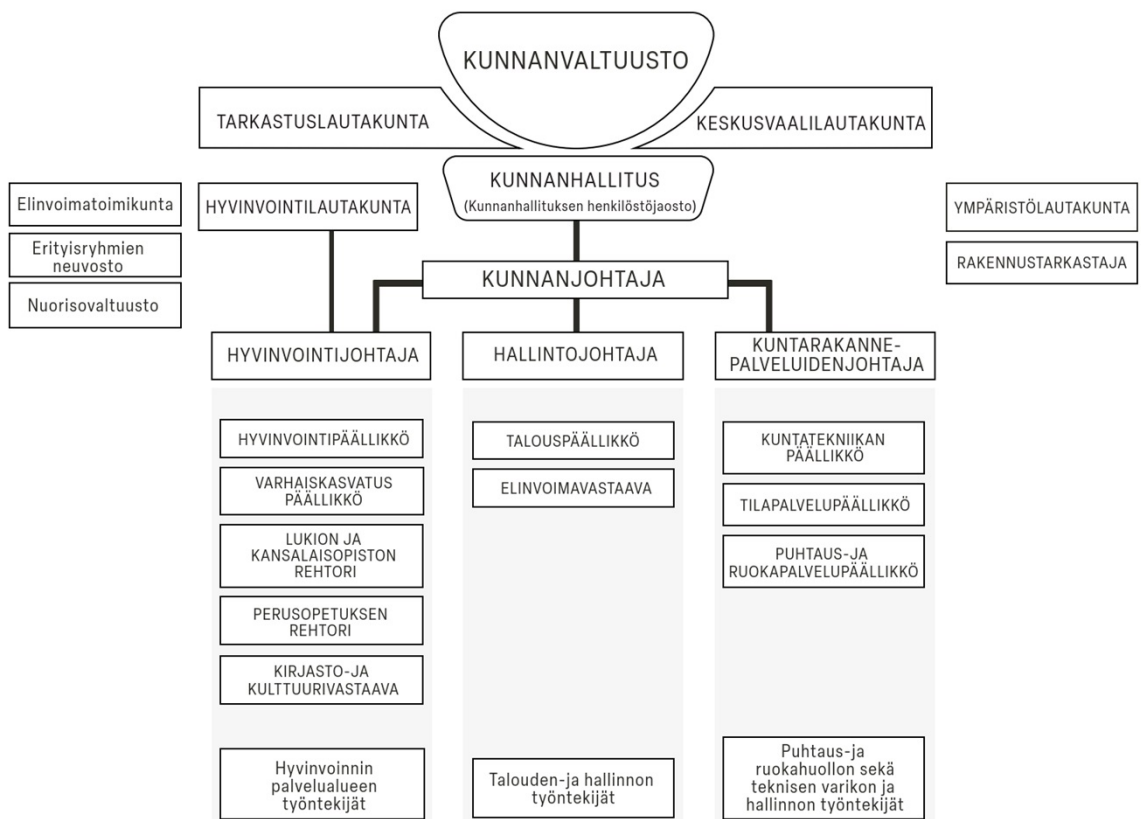 KUNNANVALTUUSTO
TARKASTUSLAUTAKUNTA
KESKUSVAALILAUTAKUNTA
KUNNANHALLITUS
(Kunnanhallituksen henkilöstöjaosto)
Elinvoimatoimikunta
Erityisryhmien
neuvosto
Nuorisovaltuusto
HYVINVOINTILAUTAKUNTA
YMPÄRISTÖLAUTAKUNTA
RAKENNUSTARKASTAJA
KUNNANJOHTAJA
HYVINVOINTIJOHTAJA
HYVINVOINTIPÄÄLLIKKÖ
VARHAISKASVATUS
PÄÄLLIKKÖ
LUKION JA
KANSALAISOPISTON
REHTORI
PERUSOPETUKSEN
REHTORI
KIRJASTO-JA
KULTTUURIVASTAAVA
Hyvinvoinnin
palvelualueen
työntekijät
HALLINTOJOHTAJA
TALOUSPÄÄLLIKKÖ
ELINVOIMAVASTAAVA
Talouden-ja hallinnon
työntekijät
KUNTARAKANNE-
PALVELUIDENJOHTAJA
KUNTATEKNIIKAN
PÄÄLLIKKÖ
TILAPALVELUPÄÄLLIKKÖ
PUHTAUS-JA
RUOKAPALVELUPÄÄLLIKKÖ
Puhtaus-ja
ruokahuollon sekä
teknisen varikon ja
hallinnon työntekijät